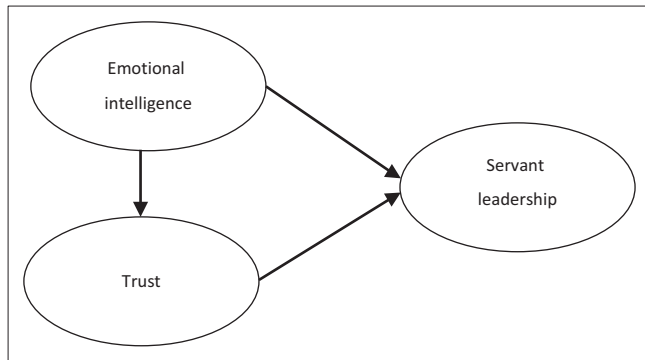 Emotional
intelligence
Servant
leadership
Trust